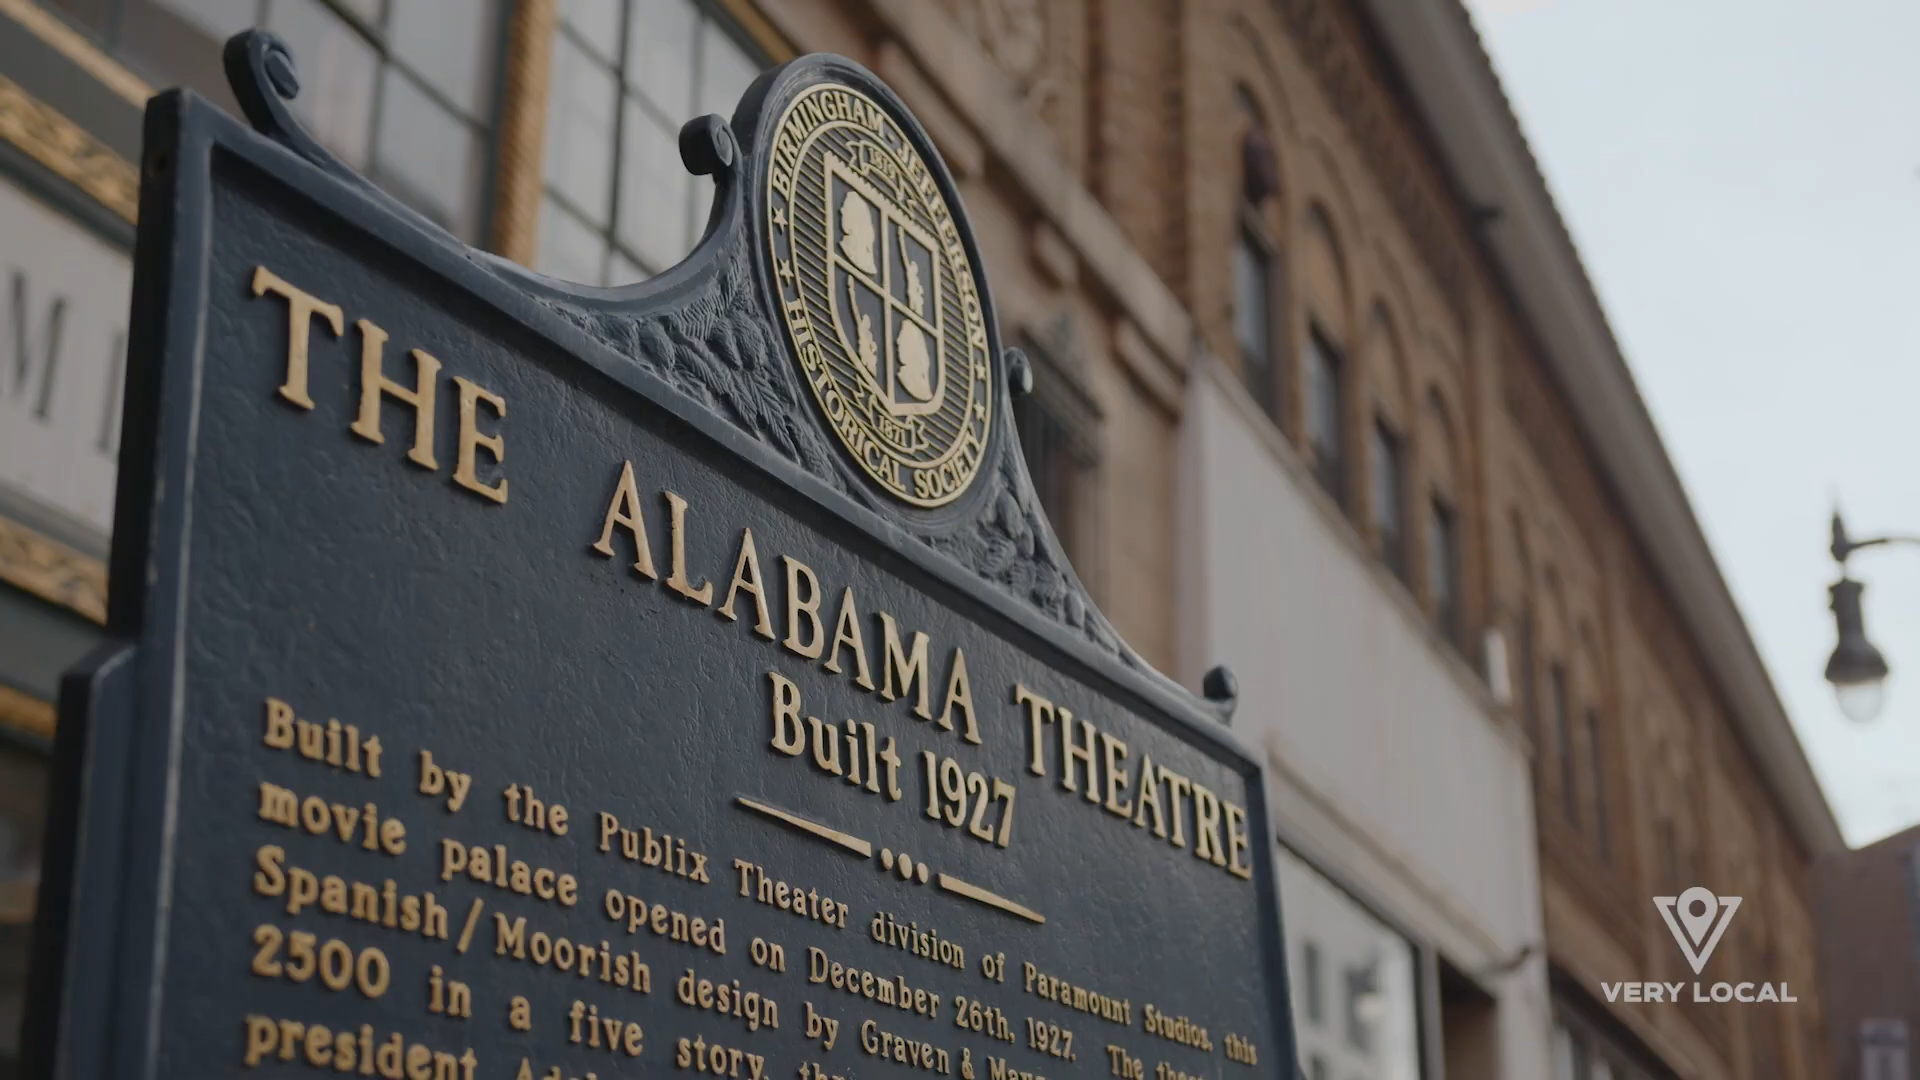 BIRMINGHAM-JEFFERSON
HISTORICAL SOCIETY
1871
THE ALABAMA THEATRE
Built 1927
Built by the Publix Theater division of Paramount Studios, this
movie palace opened on December 26th, 1927. The
Spanish/Moorish design by Graven &
2500 in a five story,
president
VERY LOCAL